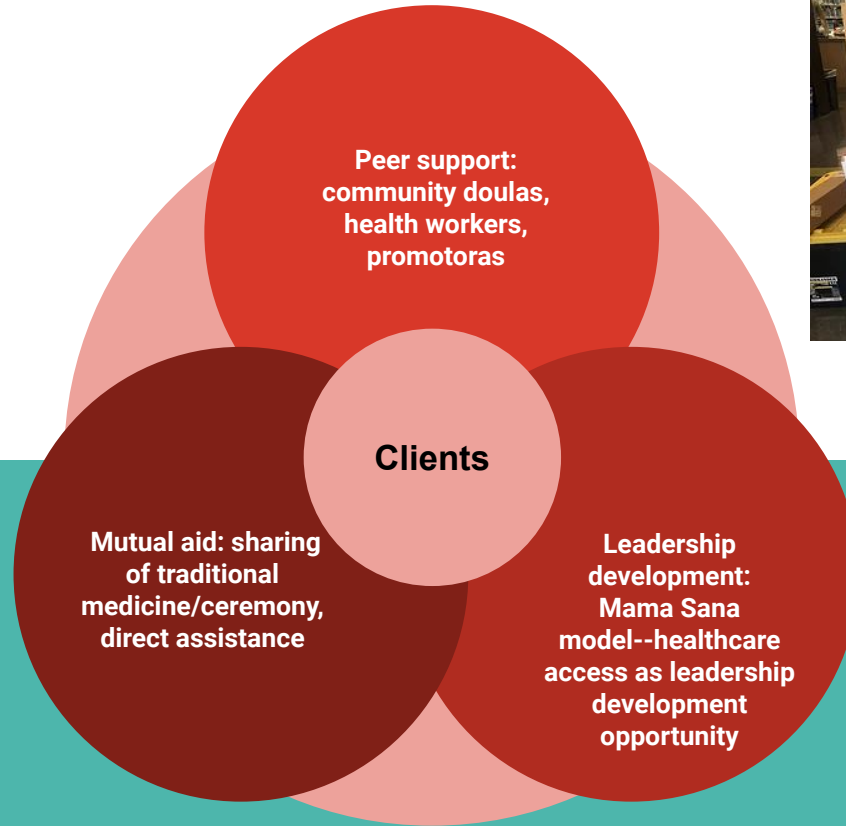 Peer support:
community doulas,
health workers,
promotoras
Clients
Mutual aid: sharing
of traditional
medicine/ceremony,
direct assistance
Leadership
development:
Mama Sana
model--healthcare
access as leadership
development
opportunity